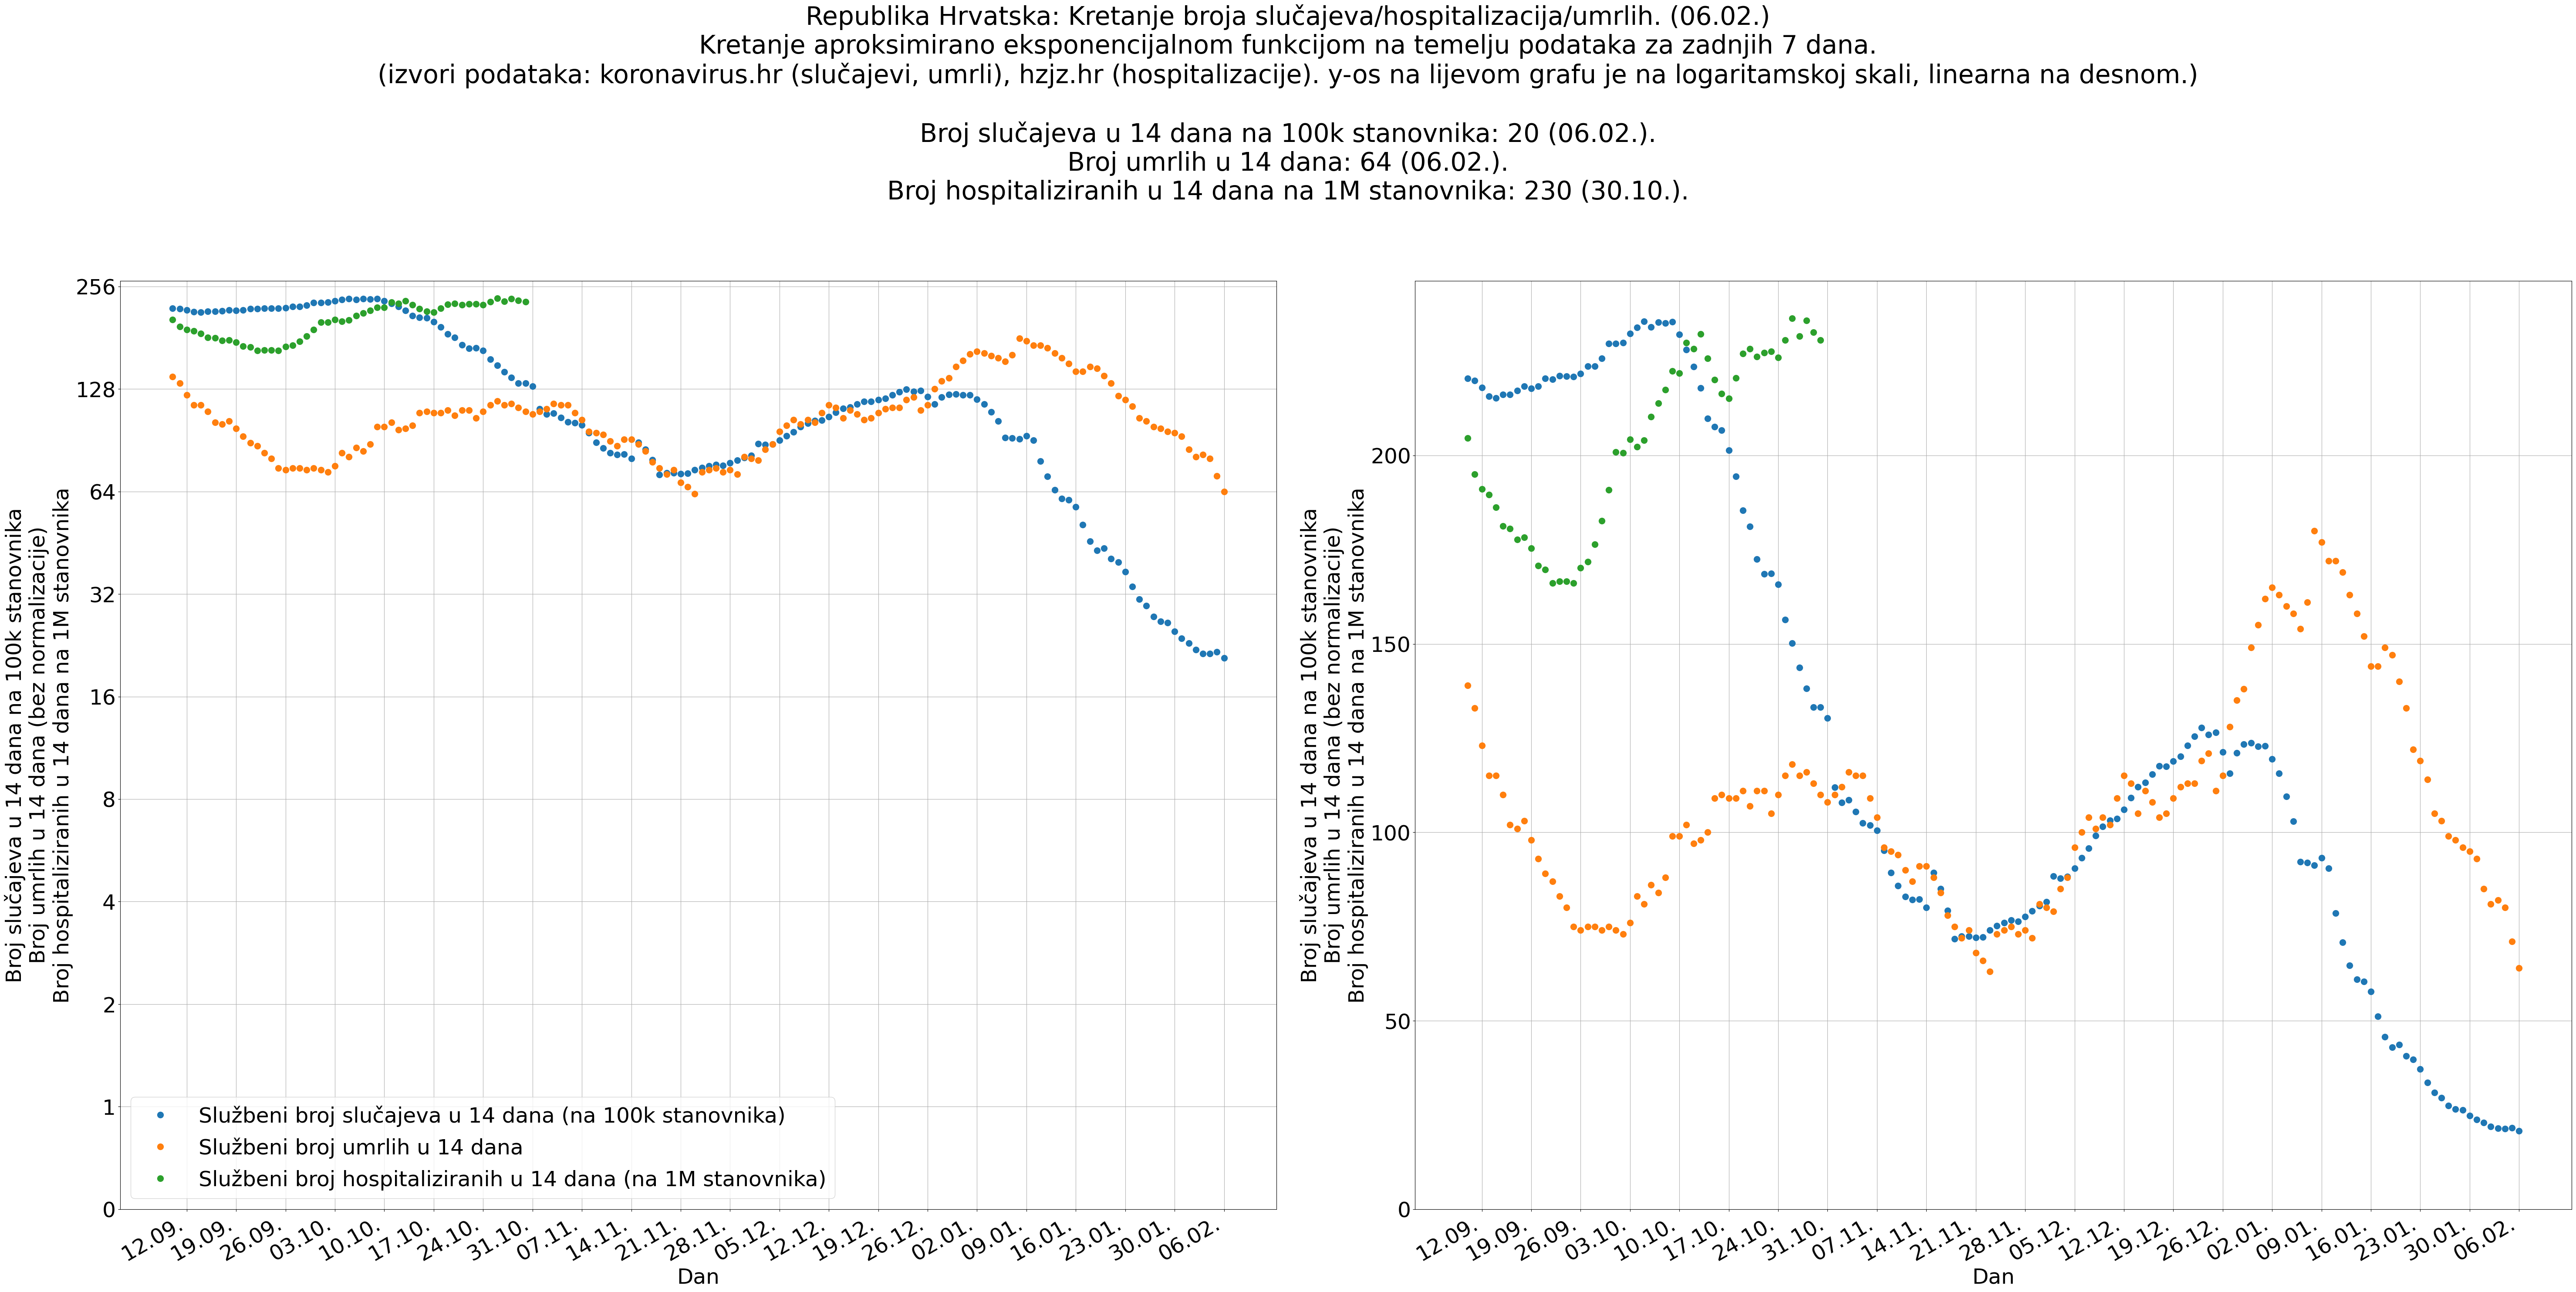 Republika Hrvatska: Kretanje broja slučajeva/hospitalizacija/umrlih. (06.02.)
Kretanje aproksimirano eksponencijalnom funkcijom na temelju podataka za zadnjih 7 dana.
(izvori podataka: koronavirus.hr (slučajevi, umrli), hzjz.hr (hospitalizacije). y-os na lijevom grafu je na logaritamskoj skali, linearna na desnom.)
Broj slučajeva u 14 dana na 100k stanovnika: 20 (06.02.).
Broj umrlih u 14 dana: 64 (06.02.).
Broj hospitaliziranih u 14 dana na 1M stanovnika: 230 (30.10.).
Broj slučajeva u 14 dana na 100k stanovnika
Broj umrlih u 14 dana (bez normalizacije)
Broj hospitaliziranih u 14 dana na 1M stanovnika
256
128
64
32
16
8
4
2
1
0
Službeni broj slučajeva u 14 dana (na 100k stanovnika)
Službeni broj umrlih u 14 dana
Službeni broj hospitaliziranih u 14 dana (na 1M stanovnika)
12.09. 19.09. 26.09. 03.10. 10.10. 17.10. 24.10. 31.10. 07.11. 14.11. 21.11. 28.11. 05.12. 12.12. 19.12. 26.12. 02.01. 09.01. 16.01. 23.01. 30.01. 06.02.
Dan
Broj slučajeva u 14 dana na 100k stanovnika
Broj umrlih u 14 dana (bez normalizacije)
Broj hospitaliziranih u 14 dana na 1M stanovnika
200
150
100
50
0
12.09. 19.09. 26.09. 03.10. 10.10. 17.10. 24.10. 31.10. 07.11. 14.11. 21.11. 28.11. 05.12. 12.12. 19.12. 26.12. 02.01. 09.01. 16.01. 23.01. 30.01. 06.02.
Dan